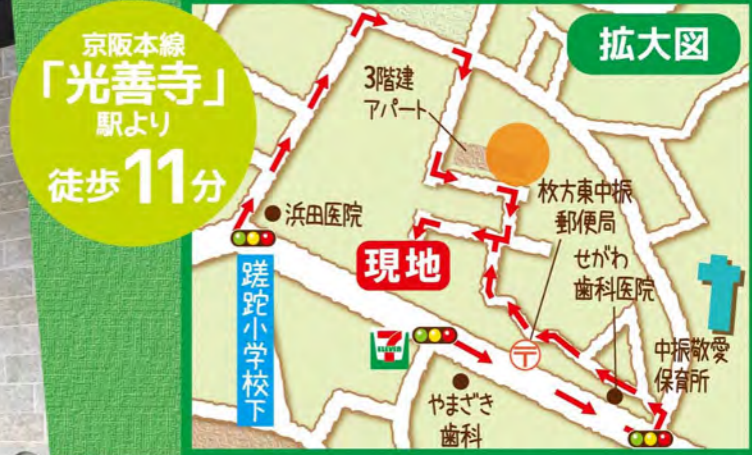 京阪本線
「光善寺」
駅より
徒歩11分
拡大図
3階建
アパート
浜田医院
枚方東中振
郵便局
現地
せがわ
歯科医院
蹉跎小学校下
7
ELEVEN
〒
中振敬愛
保育所
やまざき
歯科